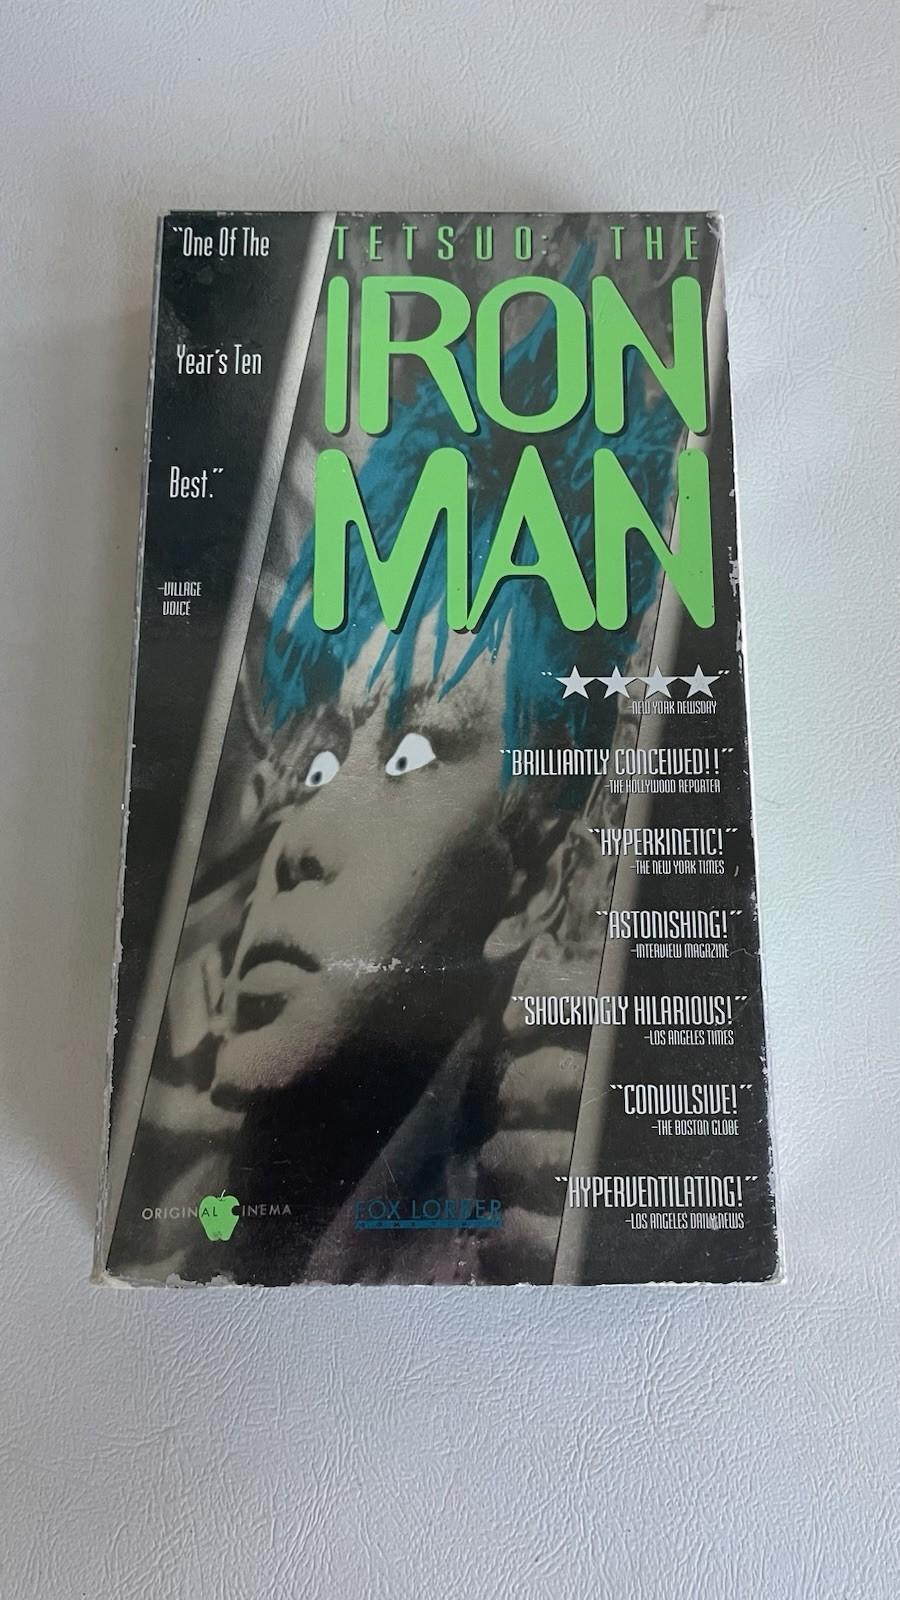 "One Of The
Year's Ten
Best."
-VILLAGE
VOICE
TETSUO: THE
IRON
MAN
"★★★★"
-NEW YORK NEWSDAY
"BRILLIANTLY CONCEIVED!!"
-THE HOLLYWOOD REPORTER
"HYPERKINETIC!"
-THE NEW YORK TIMES
"ASTONISHING!"
-INTERVIEW MAGAZINE
"SHOCKINGLY HILARIOUS!"
-LOS ANGELES TIMES
"CONVULSIVE!"
-THE BOSTON GLOBE
"HYPERVENTILATING!"
-LOS ANGELES DAILY NEWS
ORIGINAL CINEMA
FOX LORBER